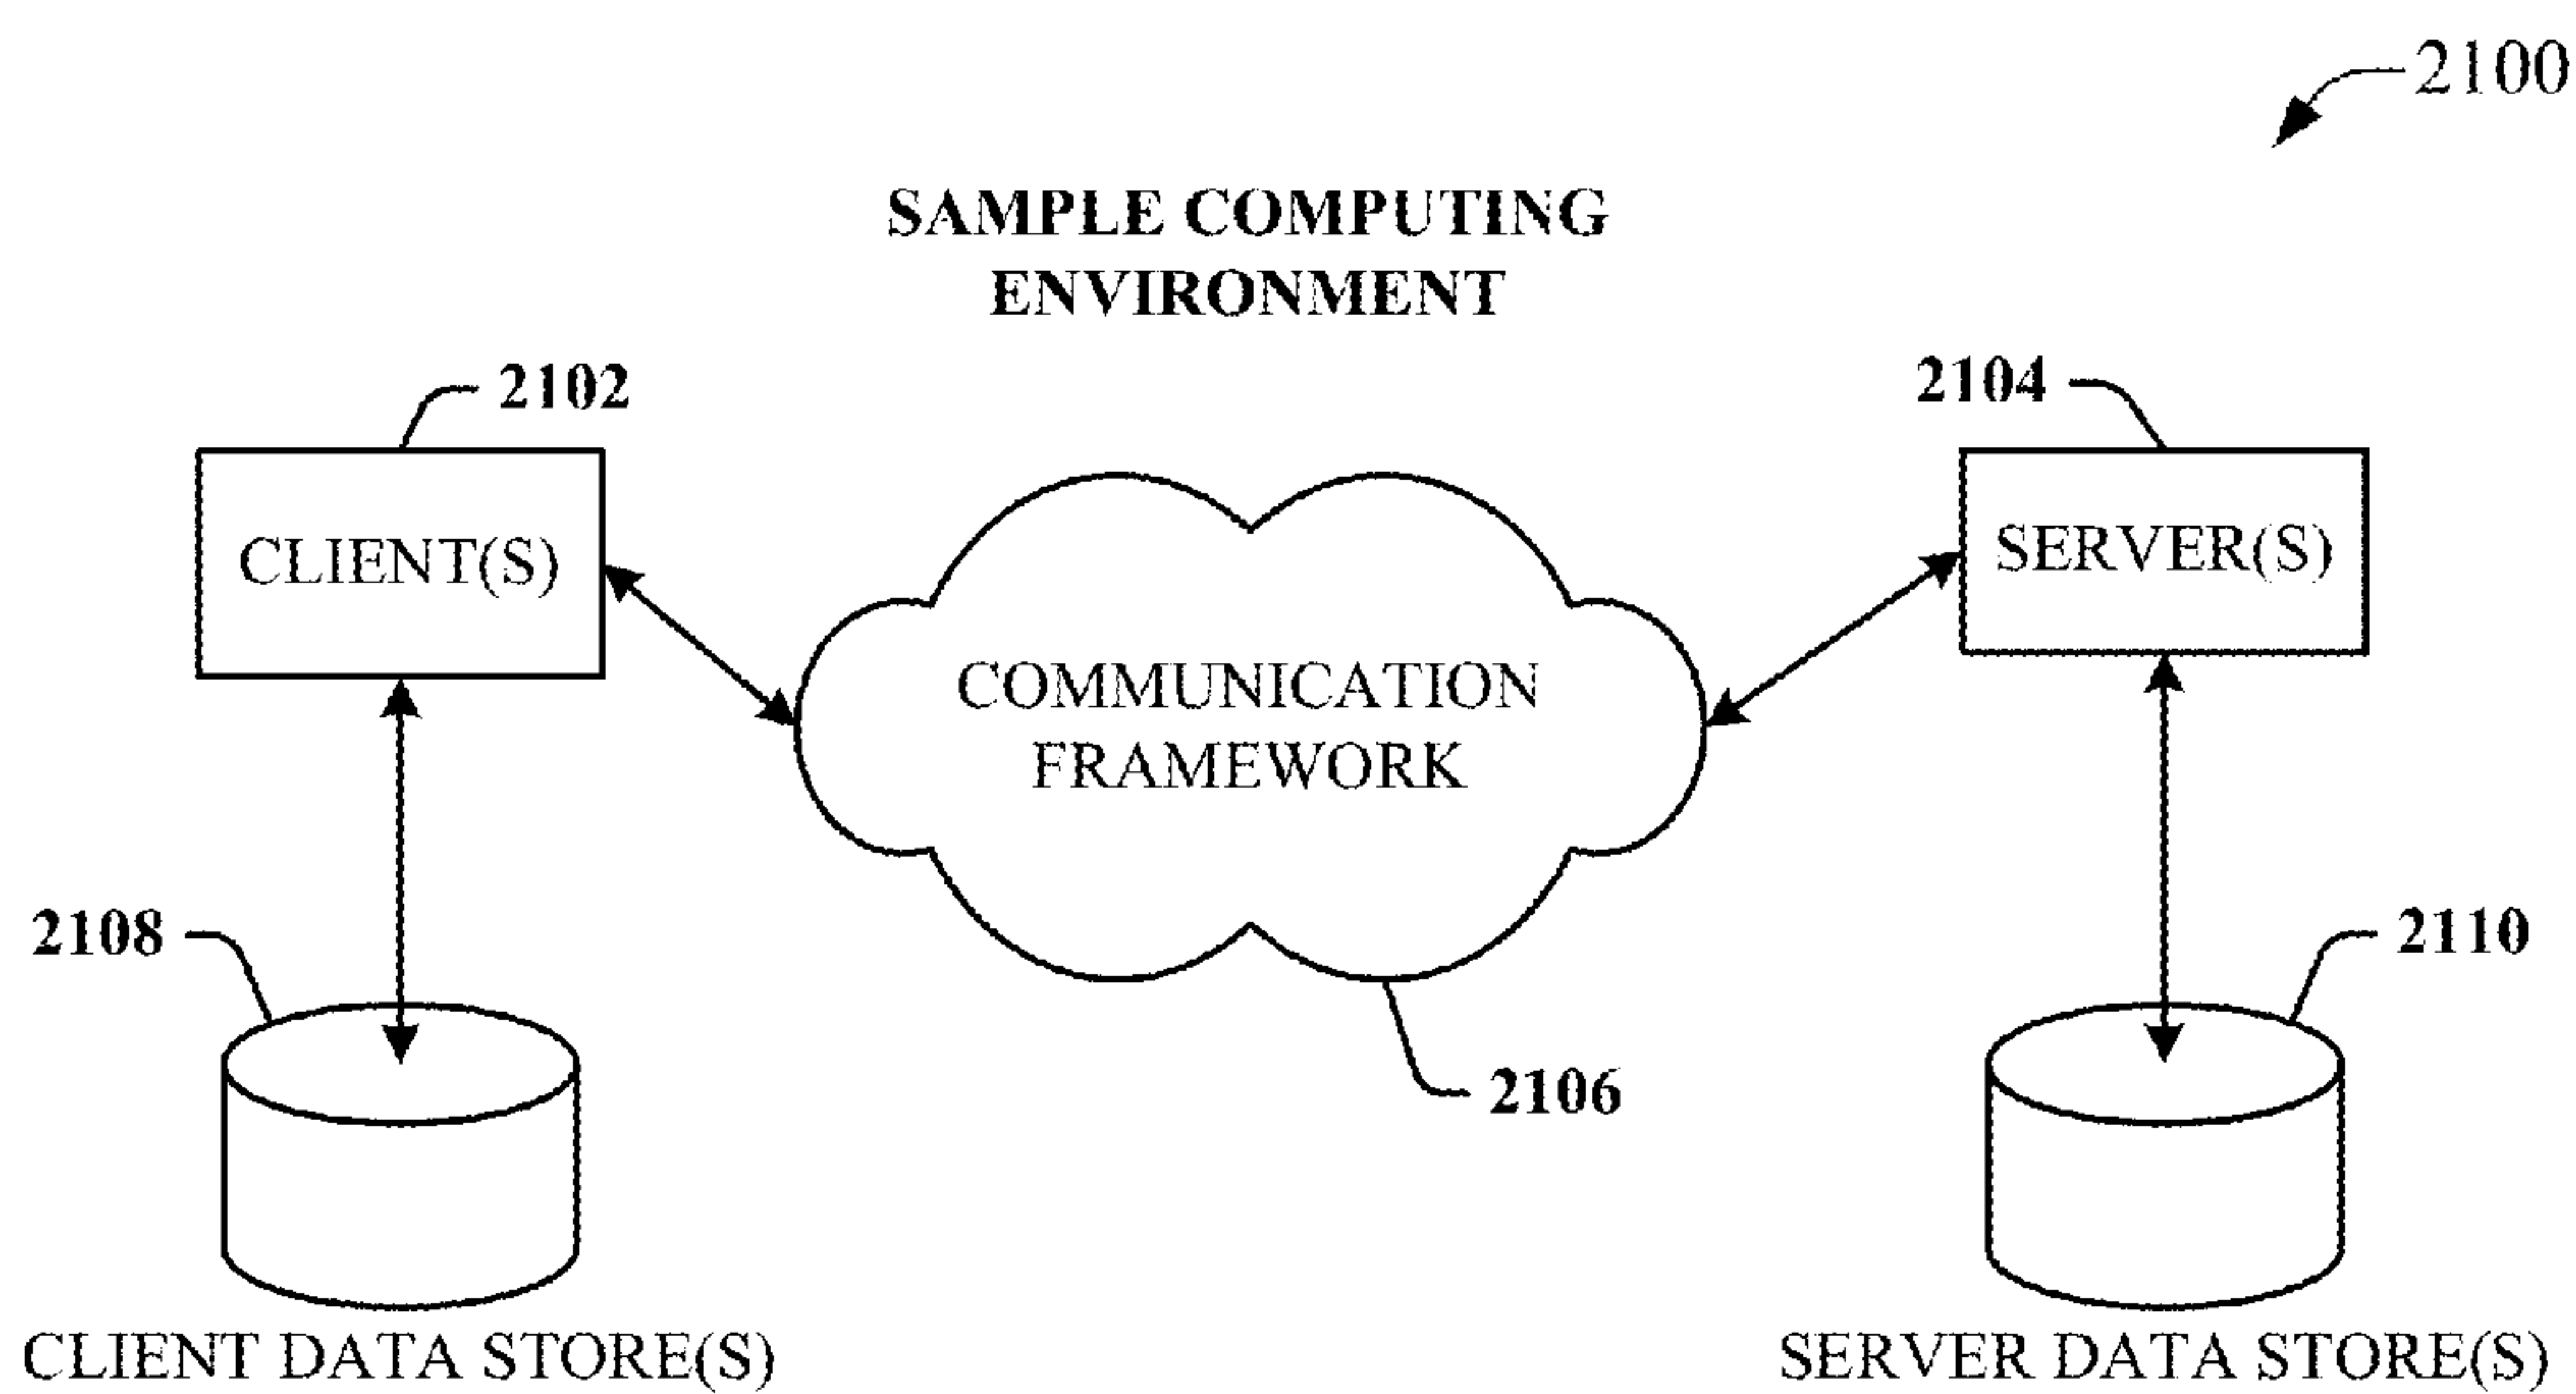 2100
SAMPLE COMPUTING
ENVIRONMENT
2102
2104
CLIENT(S)
SERVER(S)
COMMUNICATION
FRAMEWORK
2108
2110
2106
CLIENT DATA STORE(S)
SERVER DATA STORE(S)